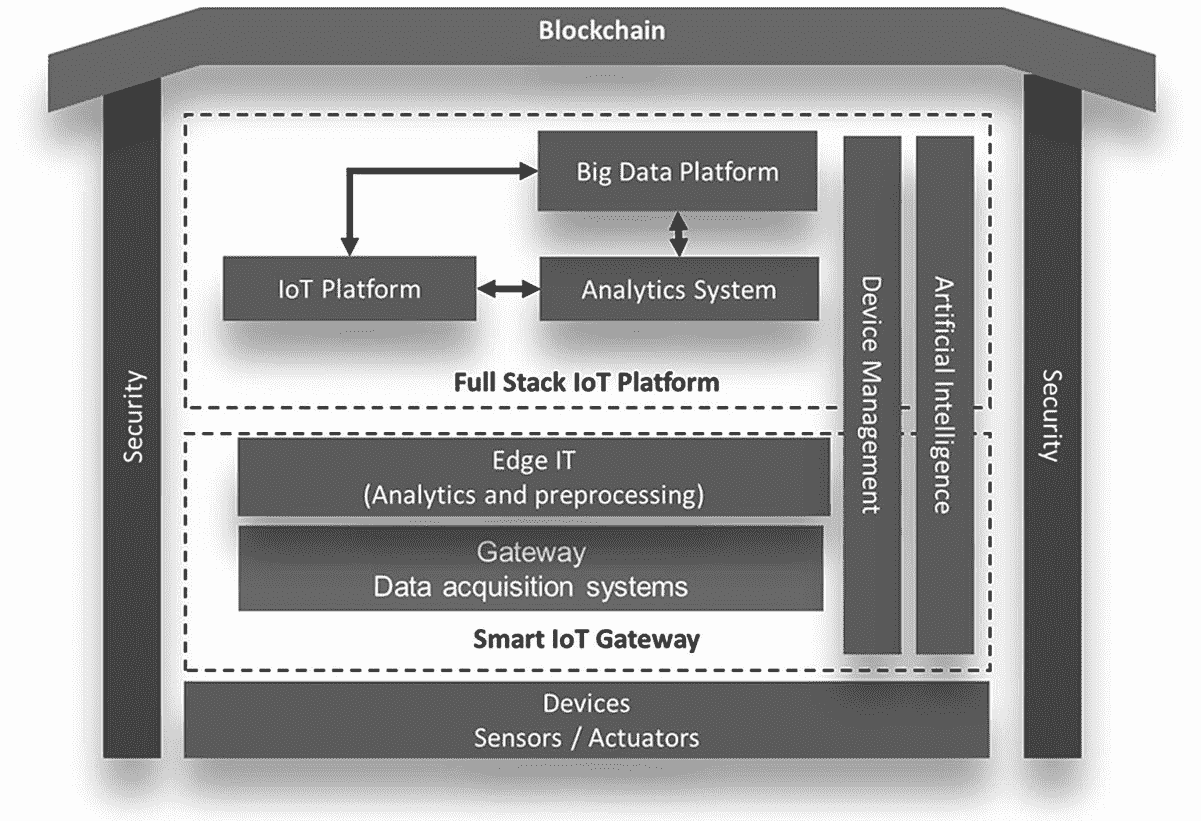 Blockchain
Big Data Platform
IoT Platform
Analytics System
Full Stack IoT Platform
Edge IT
(Analytics and preprocessing)
Gateway
Data acquisition systems
Smart IoT Gateway
Device Management
Artificial Intelligence
Security
Security
Devices
Sensors / Actuators